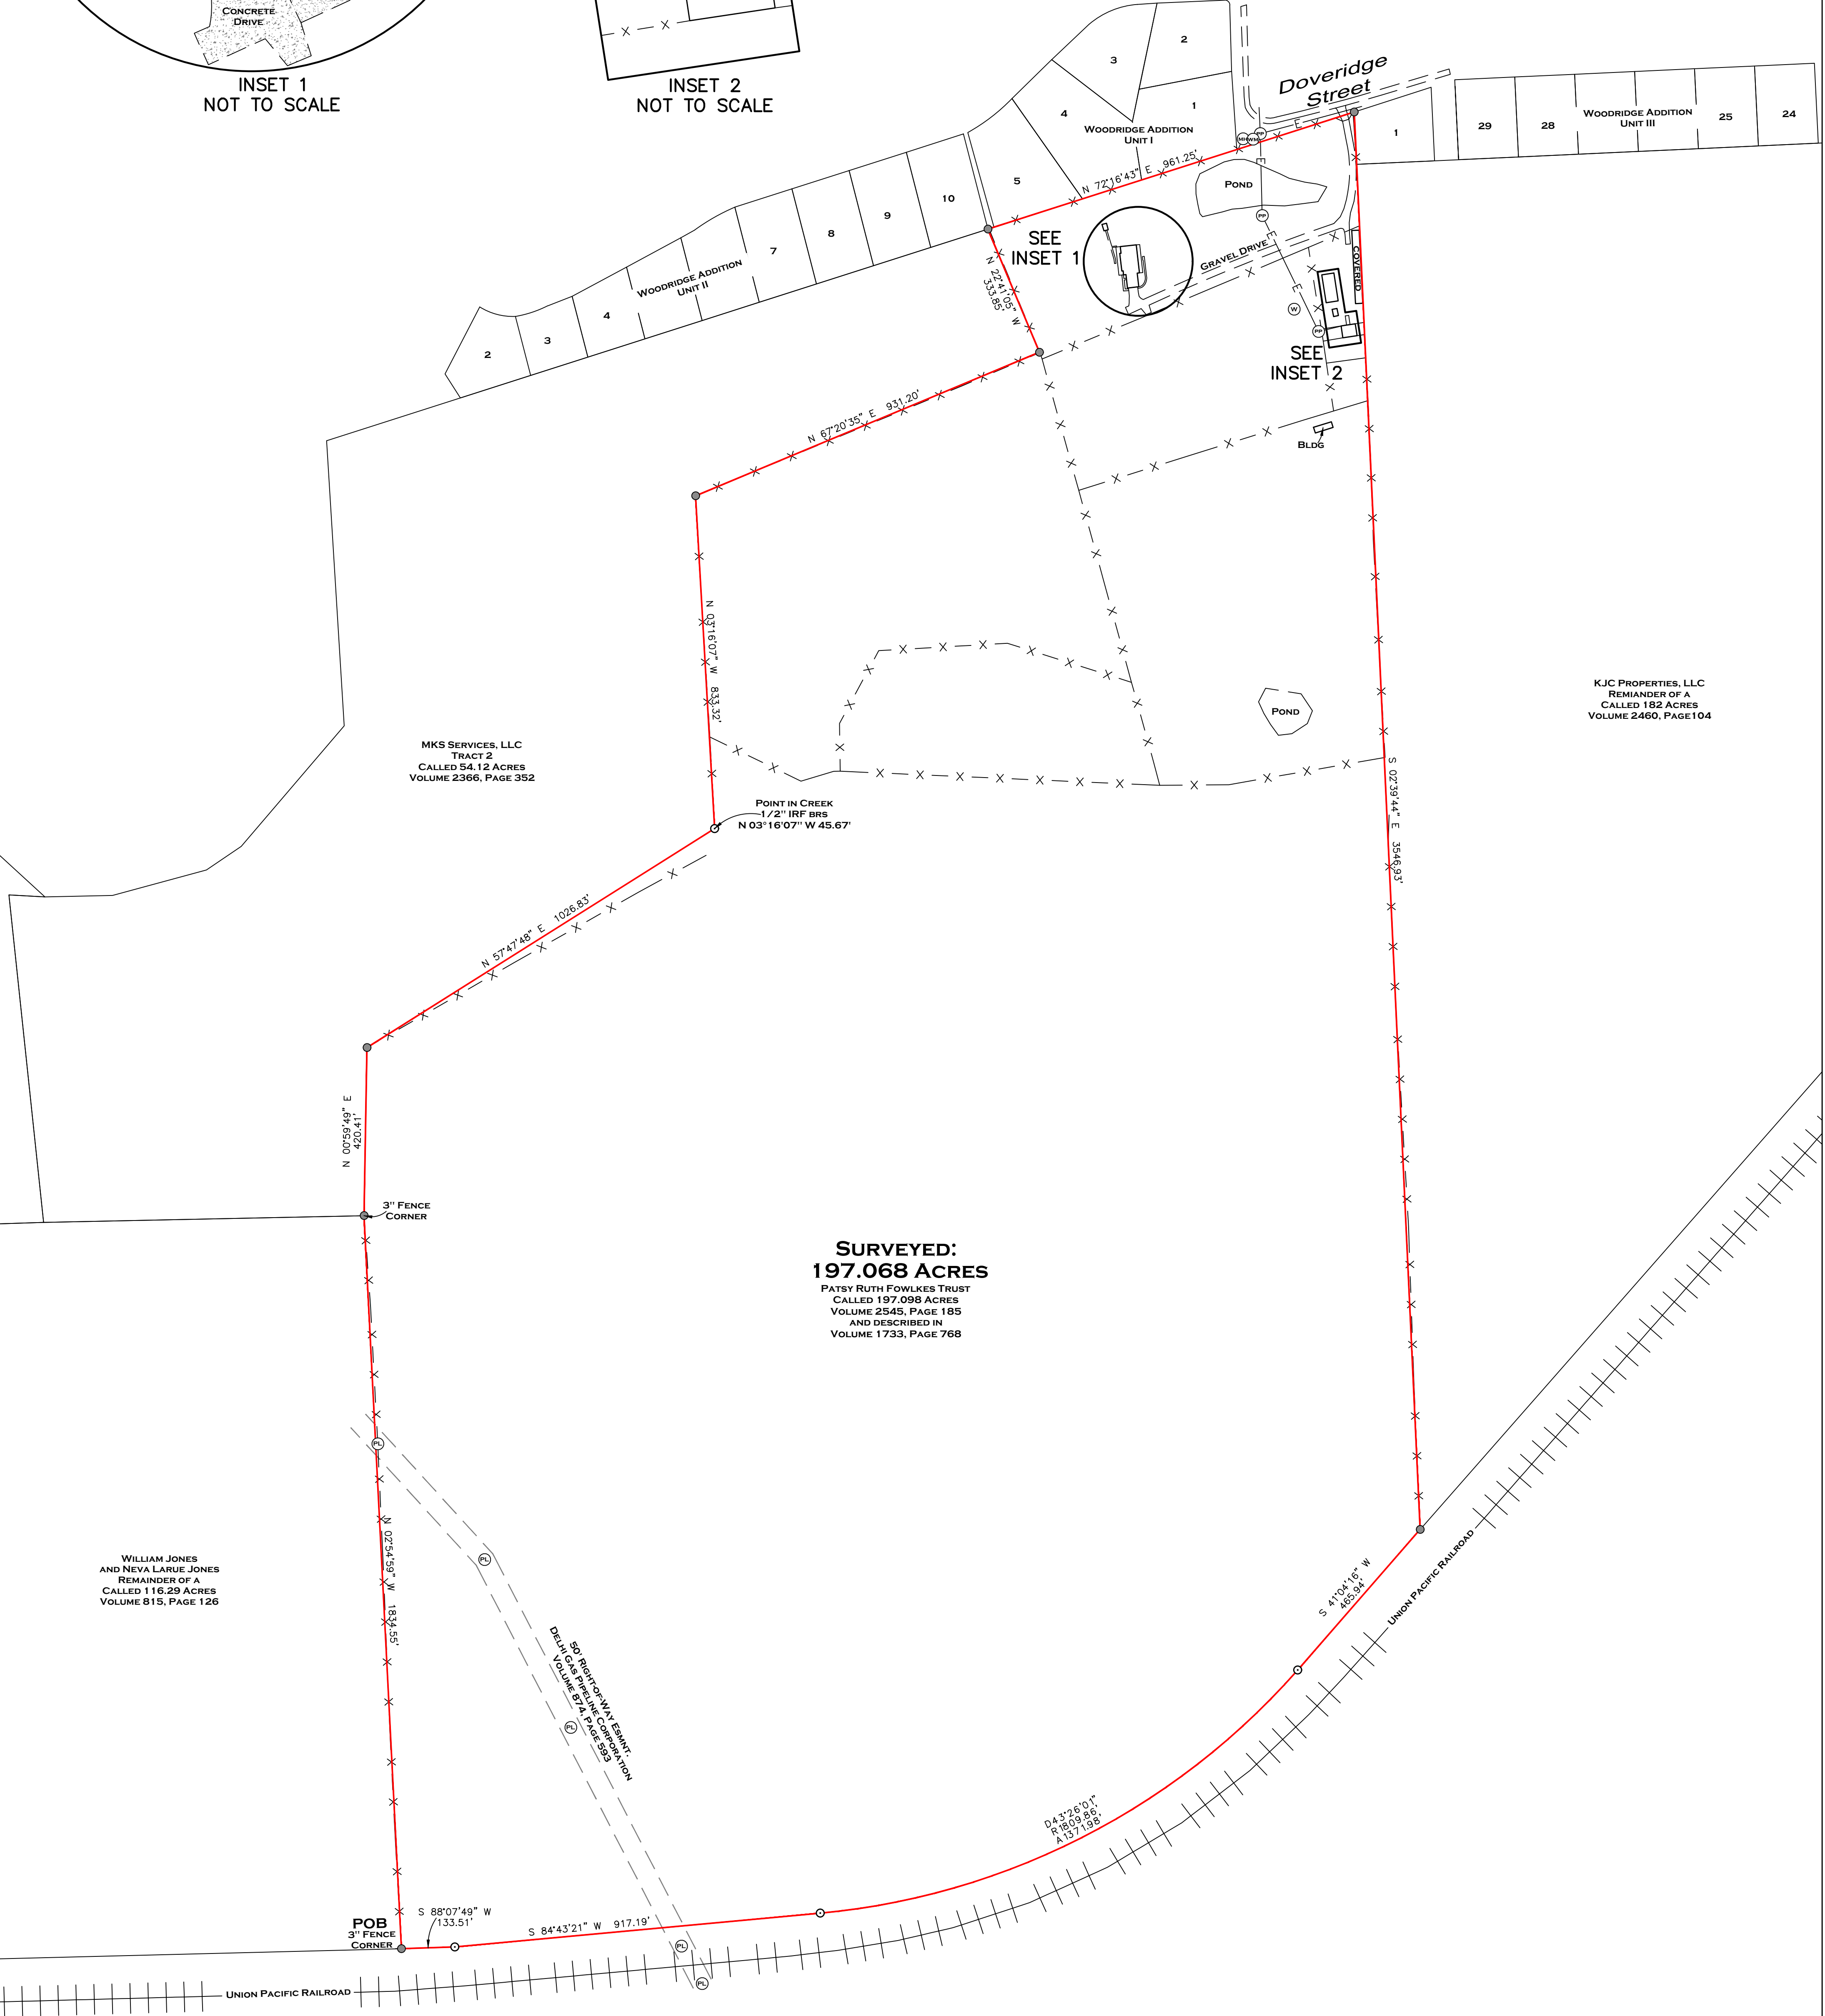 CONCRETE
DRIVE
INSET 1
NOT TO SCALE
X
X
INSET 2
NOT TO SCALE
2
3
1
4
5
WOODRIDGE ADDITION
UNIT I
Doveridge
Street
1
29
28
WOODRIDGE ADDITION
UNIT III
25
24
MH
WM
PP
E
E
N 72°16'43" E 961.25'
POND
PP
E
E
10
9
8
7
WOODRIDGE ADDITION
UNIT II
4
3
2
SEE
INSET 1
GRAVEL DRIVE
COVERED
N 22°41'05" W
333.85'
W
PP
SEE
INSET 2
BLDG
N 67°20'35" E 931.20'
N 03°16'07" W 833.32'
POND
KJC PROPERTIES, LLC
REMIANDER OF A
CALLED 182 ACRES
VOLUME 2460, PAGE104
MKS SERVICES, LLC
TRACT 2
CALLED 54.12 ACRES
VOLUME 2366, PAGE 352
POINT IN CREEK
1/2" IRF BRS
N 03°16'07" W 45.67'
S 02°39'44" E 3546.93'
N 57°47'48" E 1026.83'
N 00°59'49" E
420.41'
3" FENCE
CORNER
SURVEYED:
197.068 ACRES
PATSY RUTH FOWLKES TRUST
CALLED 197.098 ACRES
VOLUME 2545, PAGE 185
AND DESCRIBED IN
VOLUME 1733, PAGE 768
PL
N 02°54'59" W 1834.55'
PL
WILLIAM JONES
AND NEVA LARUE JONES
REMAINDER OF A
CALLED 116.29 ACRES
VOLUME 815, PAGE 126
50' RIGHT-OF-WAY ESMNT.
DELHI GAS PIPELINE CORPORATION
VOLUME 874, PAGE 593
PL
S 41°04'16" W
465.94'
UNION PACIFIC RAILROAD
D43°26'01"
R1809.86'
A1371.98'
POB
3" FENCE
CORNER
S 88°07'49" W
133.51'
S 84°43'21" W 917.19'
PL
PL
UNION PACIFIC RAILROAD